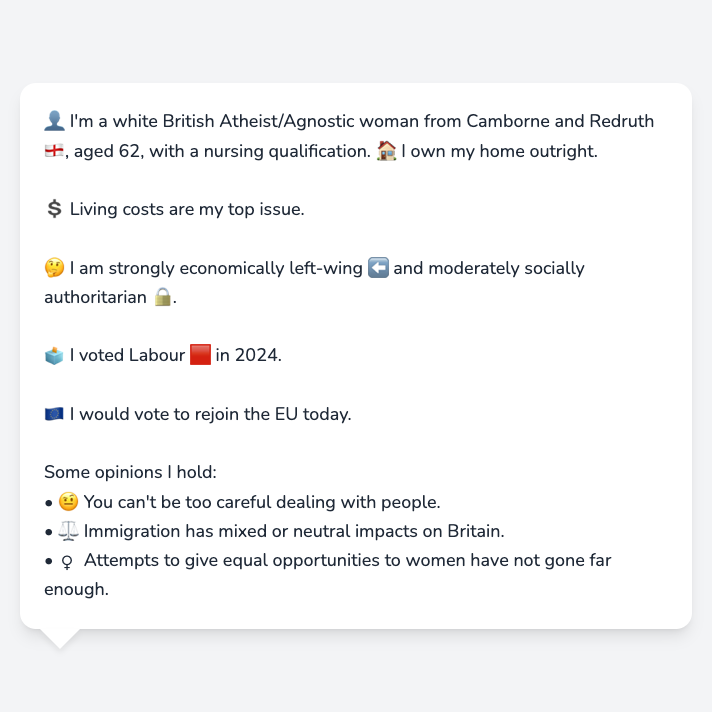 👤 I'm a white British Atheist/Agnostic woman from Camborne and Redruth
🏴󠁧󠁢󠁥󠁮󠁧󠁿, aged 62, with a nursing qualification. 🏠 I own my home outright.
💲 Living costs are my top issue.
🤔 I am strongly economically left-wing ⬅️ and moderately socially
authoritarian 🔒.
🗳️ I voted Labour 🟥 in 2024.
🇪🇺 I would vote to rejoin the EU today.
Some opinions I hold:
• 🤨 You can't be too careful dealing with people.
• ⚖️ Immigration has mixed or neutral impacts on Britain.
• ♀ Attempts to give equal opportunities to women have not gone far
enough.